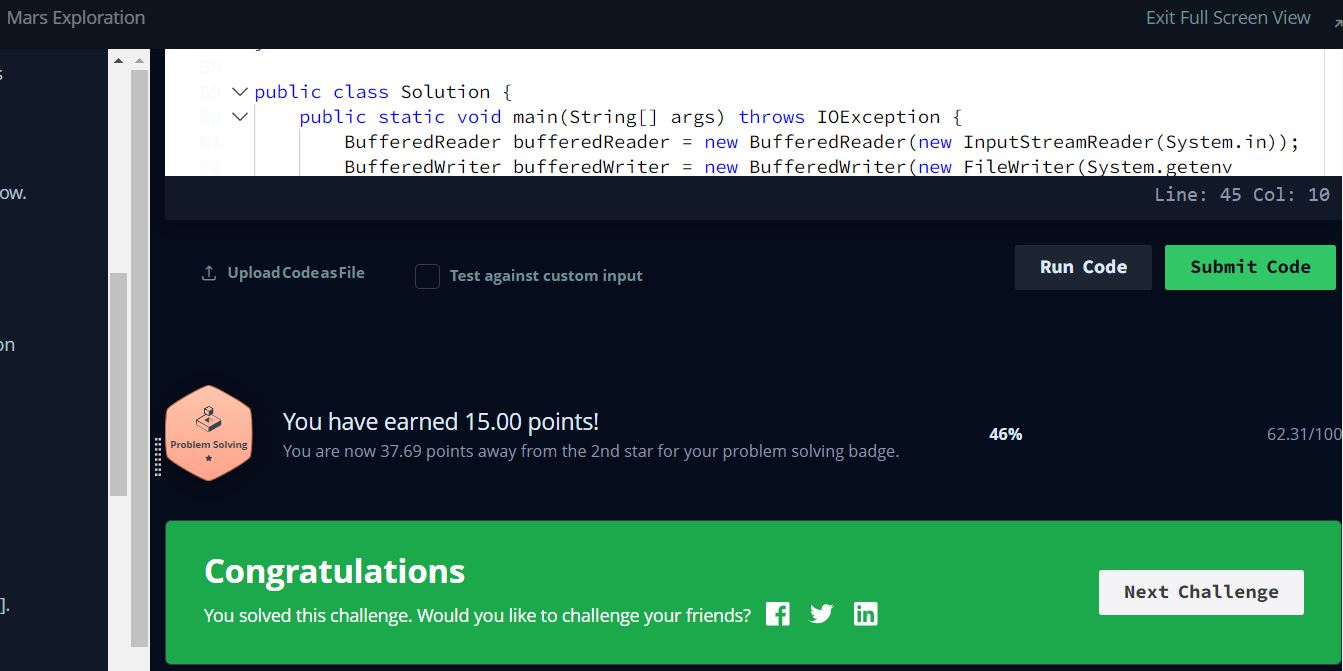 Mars Exploration
Exit Full Screen View
s
ow.
on
].
58
59 public class Solution {
60 public static void main(String[] args) throws IOException {
61 BufferedReader bufferedReader = new BufferedReader(new InputStreamReader(System.in));
62 BufferedWriter bufferedWriter = new BufferedWriter(new FileWriter(System.getenv
Line: 45 Col: 10
Upload Code as File
Test against custom input
Run Code
Submit Code
Problem Solving
You have earned 15.00 points!
You are now 37.69 points away from the 2nd star for your problem solving badge.
46%
62.31/100
Congratulations
You solved this challenge. Would you like to challenge your friends?
Next Challenge